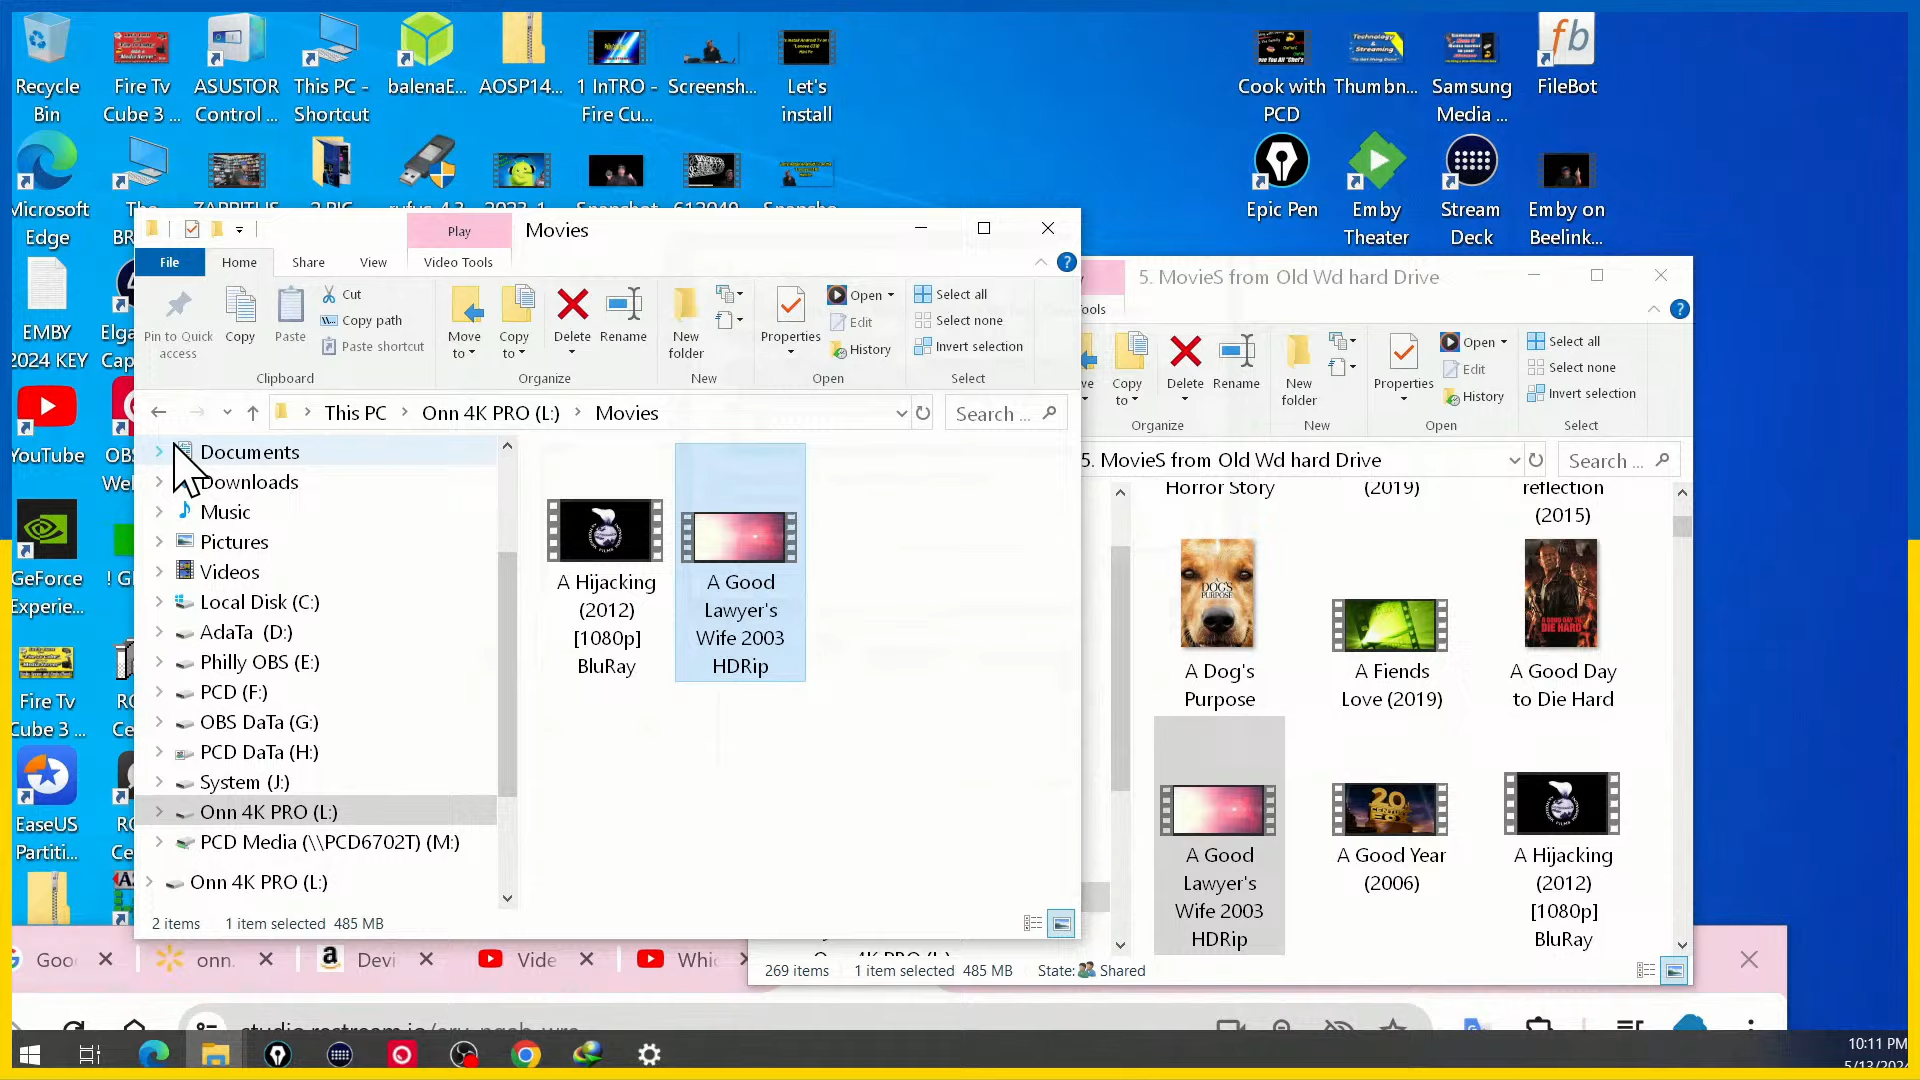 Recycle
Bin
Fire Tv
Cube 3 ...
ASUSTOR
Control ...
This PC -
Shortcut
balenaE...
AOSP14...
1 InTRO -
Fire Cu...
Screensh...
Let's
install
Cook with
PCD
Thumbn...
Samsung
Media ...
FileBot
Microsoft
Edge
The
rufus-4.3
2023-1
Snapshot
Epic Pen
Emby
Theater
Stream
Deck
Emby on
Beelink...
EMBY
2024 KEY
YouTube
GeForce
Experie...
Fire Tv
Cube 3 ...
EaseUS
Partiti...
Play
Movies
File
Home
Share
View
Video Tools
Pin to Quick
access
Copy
Paste
Cut
Copy path
Paste shortcut
Clipboard
Move
to
Copy
to
Delete
Rename
Organize
New
folder
New
Properties
Open
Edit
History
Open
Select all
Select none
Invert selection
Select
This PC
Onn 4K PRO (L:)
Movies
Search ...
Documents
Downloads
Music
Pictures
Videos
Local Disk (C:)
AdaTa (D:)
Philly OBS (E:)
PCD (F:)
OBS DaTa (G:)
PCD DaTa (H:)
System (J:)
Onn 4K PRO (L:)
PCD Media (\\PCD6702T) (M:)
Onn 4K PRO (L:)
A Hijacking
(2012)
[1080p]
BluRay
A Good
Lawyer's
Wife 2003
HDRip
2 items
1 item selected 485 MB
5. MovieS from Old Wd hard Drive
Copy
to
Delete
Rename
Organize
New
folder
New
Properties
Open
Edit
History
Open
Select all
Select none
Invert selection
Select
5. MovieS from Old Wd hard Drive
Search ...
Horror Story
(2019)
reflection
(2015)
A Dog's
Purpose
A Fiends
Love (2019)
A Good Day
to Die Hard
A Good
Lawyer's
Wife 2003
HDRip
A Good Year
(2006)
A Hijacking
(2012)
[1080p]
BluRay
269 items
1 item selected 485 MB
State:
Shared
Goo
onn.
Devi
Vide
Whic
10:11 PM